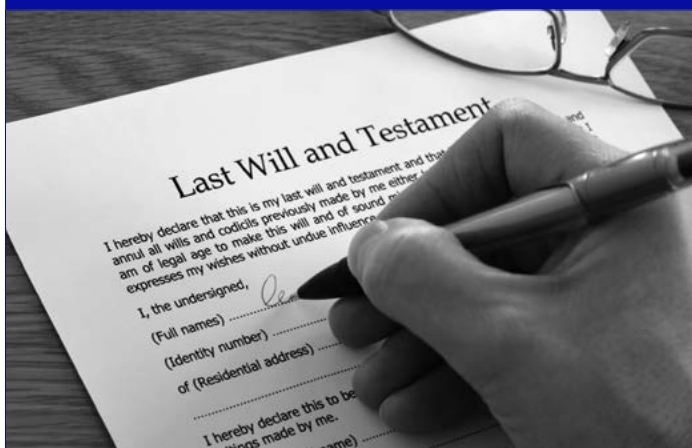 Last Will and Testament
I hereby declare that this is my last will and testament and that and
annul all wills and codicils previously made by me either I
am of legal age to make this will and of sound
expresses my wishes without undue influence
I, the undersigned,
(Full names)
(Identity number)
of (Residential address)
I hereby declare this to be
made by me.